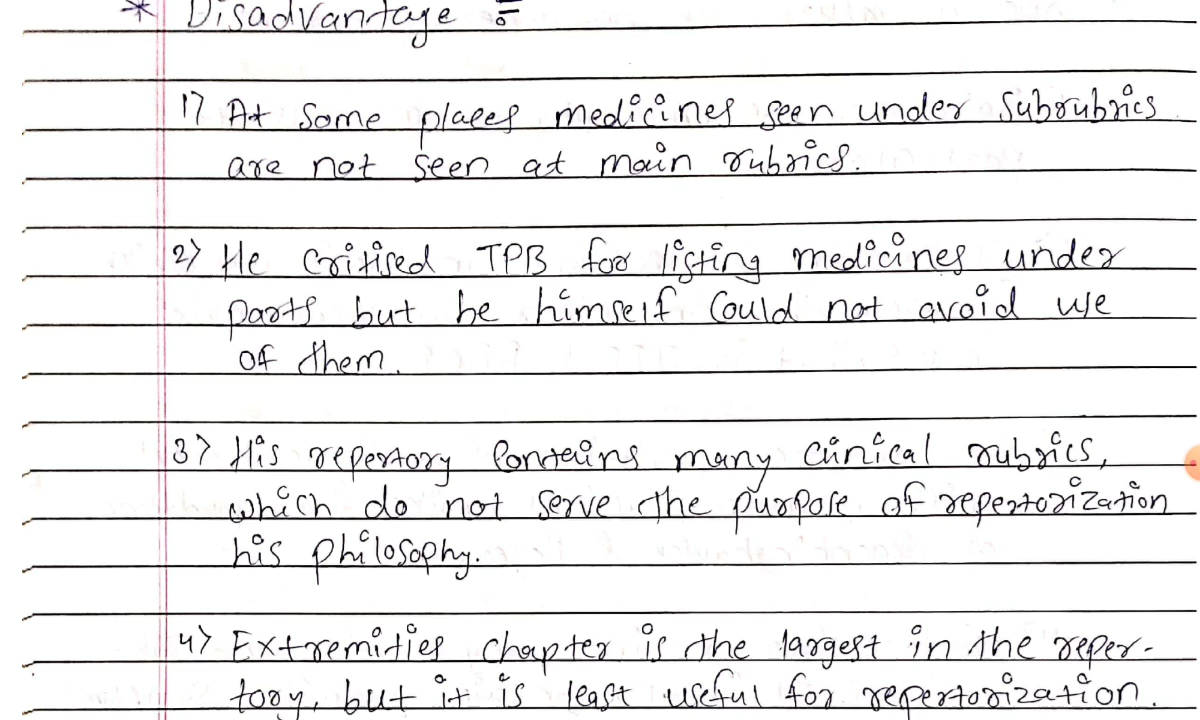 * Disadvantage :-
1) At some places medicines seen under subrubrics
are not seen at main rubrics.
2) He critised TPB for listing medicines under
parts but he himself could not avoid use
of them.
3) His repertory contains many clinical rubrics,
which do not serve the purpose of repertorization
his philosophy.
4) Extremities chapter is the largest in the reper-
tory, but it is least useful for repertorization.